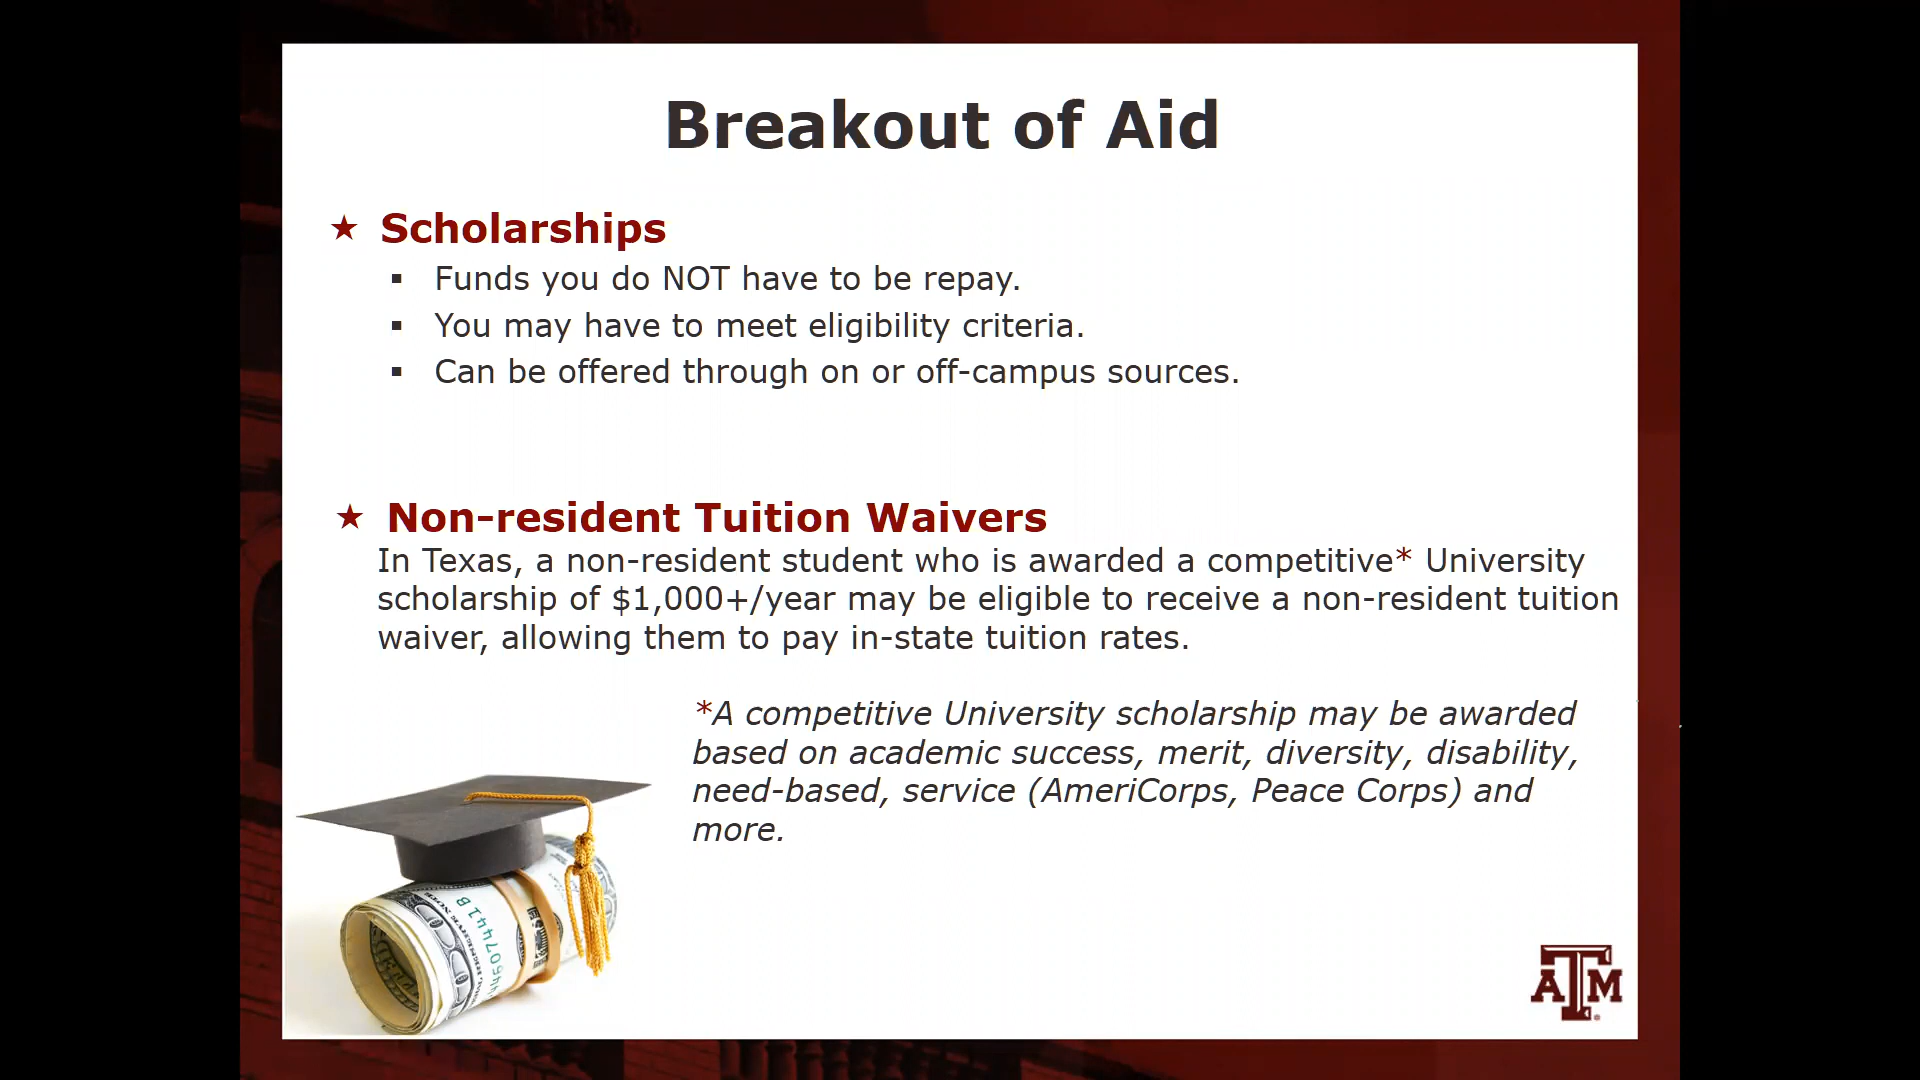 Breakout of Aid
★ Scholarships
▪ Funds you do NOT have to be repay.
▪ You may have to meet eligibility criteria.
▪ Can be offered through on or off-campus sources.
★ Non-resident Tuition Waivers
In Texas, a non-resident student who is awarded a competitive* University
scholarship of $1,000+/year may be eligible to receive a non-resident tuition
waiver, allowing them to pay in-state tuition rates.
*A competitive University scholarship may be awarded
based on academic success, merit, diversity, disability,
need-based, service (AmeriCorps, Peace Corps) and
more.
ATM